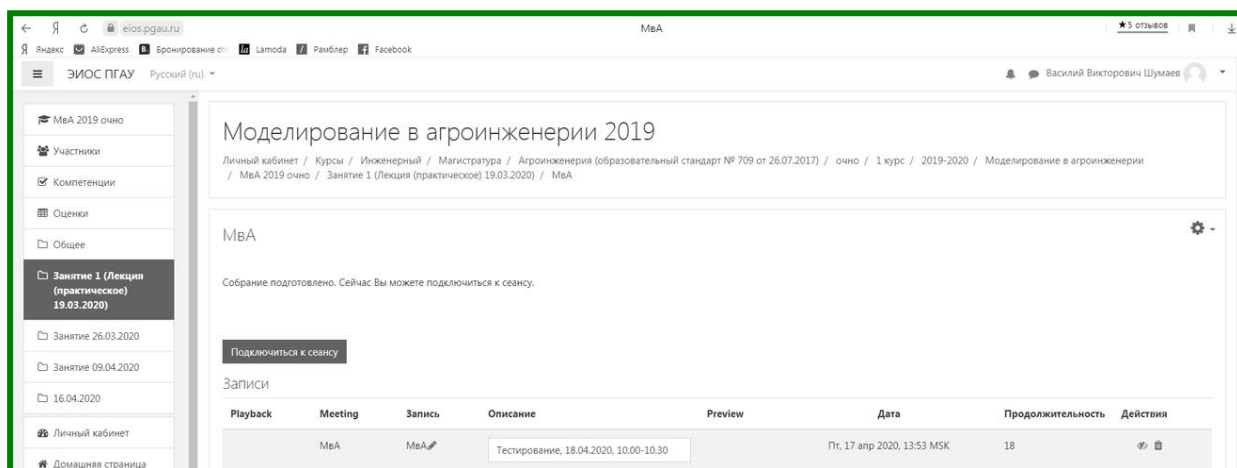 eios.pgau.ru
МвА
★5 отзывов
Яндекс AliExpress Бронирование оте Lamoda Рамблер Facebook
ЭИОС ПГАУ Русский (ru)
Василий Викторович Шумаев
МвА 2019 очно
Участники
Компетенции
Оценки
Общее
Занятие 1 (Лекция
(практическое)
19.03.2020)
Занятие 26.03.2020
Занятие 09.04.2020
16.04.2020
Личный кабинет
Домашняя страница
Моделирование в агроинженерии 2019
Личный кабинет / Курсы / Инженерный / Магистратура / Агроинженерия (образовательный стандарт № 709 от 26.07.2017) / очно / 1 курс / 2019-2020 / Моделирование в агроинженерии
/ МвА 2019 очно / Занятие 1 (Лекция (практическое) 19.03.2020) / МвА
МвА
Собрание подготовлено. Сейчас Вы можете подключиться к сеансу.
Подключиться к сеансу
Записи
Playback Meeting Запись Описание Preview Дата Продолжительность Действия
МвА МвА Тестирование, 18.04.2020, 10.00-10.30 Пт, 17 апр 2020, 13:53 MSK 18